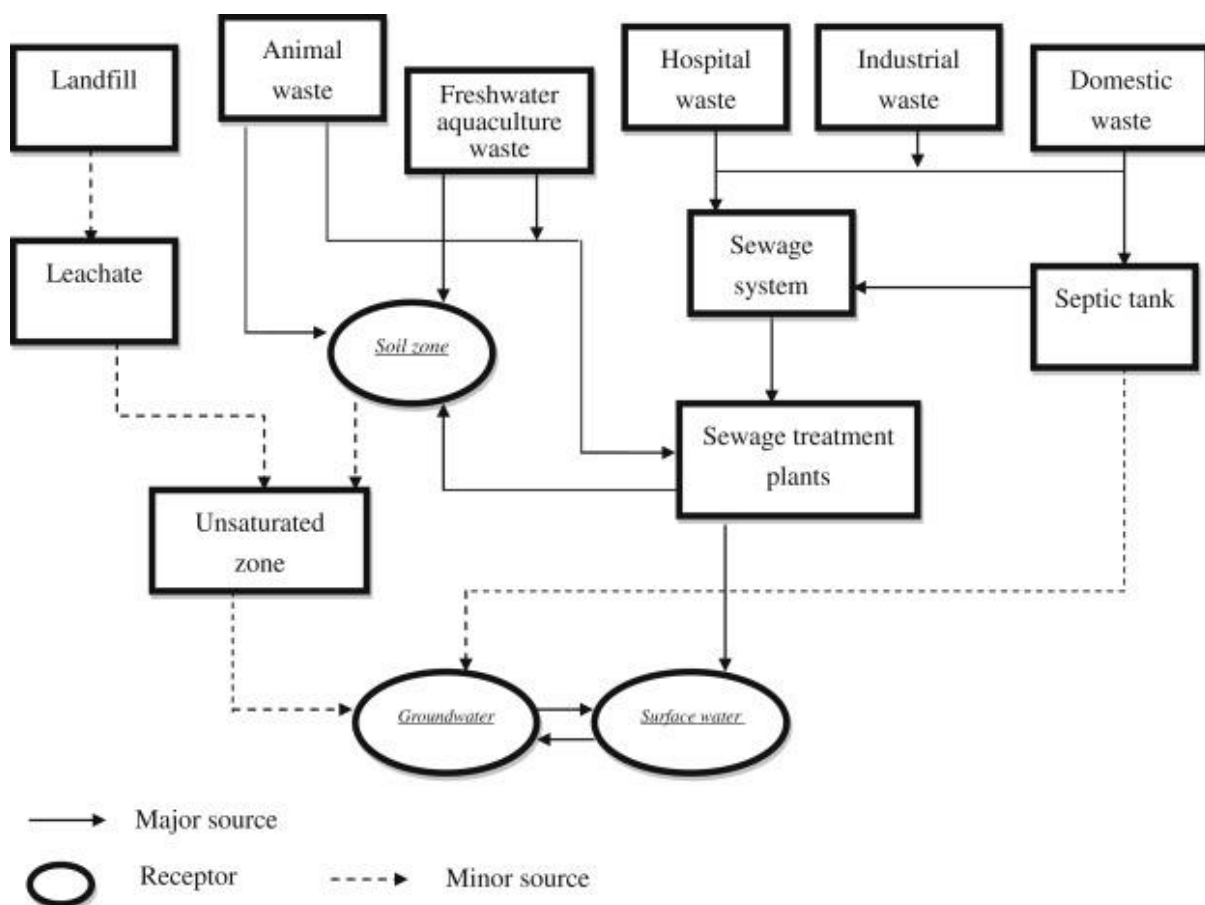 Landfill
Animal
waste
Freshwater
aquaculture
waste
Hospital
waste
Industrial
waste
Domestic
waste
Leachate
Sewage
system
Septic tank
Soil zone
Sewage treatment
plants
Unsaturated
zone
Groundwater
Surface water
Major source
Receptor
Minor source